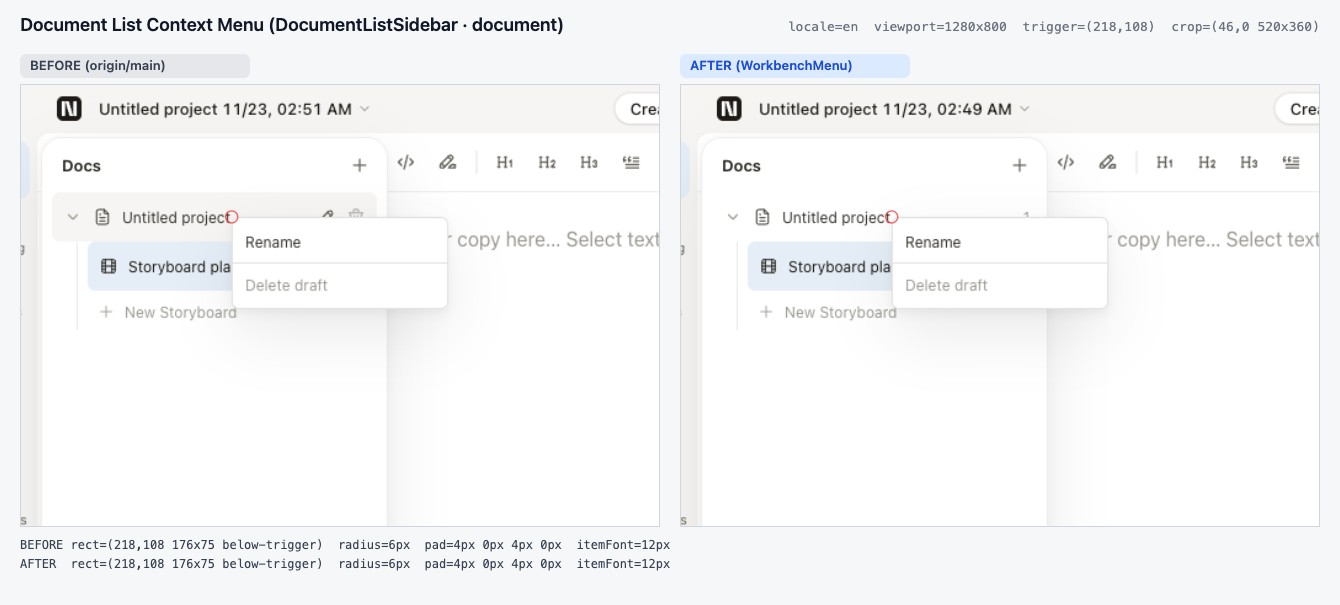 Document List Context Menu (DocumentListSidebar · document)
locale=en viewport=1280x800 trigger=(218,108) crop=(46,0 520x360)
BEFORE (origin/main)
AFTER (WorkbenchMenu)
N Untitled project 11/23, 02:51 AM
Crea
Docs
</> H1 H2 H3
Untitled project
Rename
r copy here... Select text
Storyboard pla
Delete draft
New Storyboard
g
s
N Untitled project 11/23, 02:49 AM
Crea
Docs
</> H1 H2 H3
Untitled project
1
Rename
r copy here... Select text
Storyboard pla
Delete draft
New Storyboard
g
s
BEFORE rect=(218,108 176x75 below-trigger) radius=6px pad=4px 0px 4px 0px itemFont=12px
AFTER rect=(218,108 176x75 below-trigger) radius=6px pad=4px 0px 4px 0px itemFont=12px